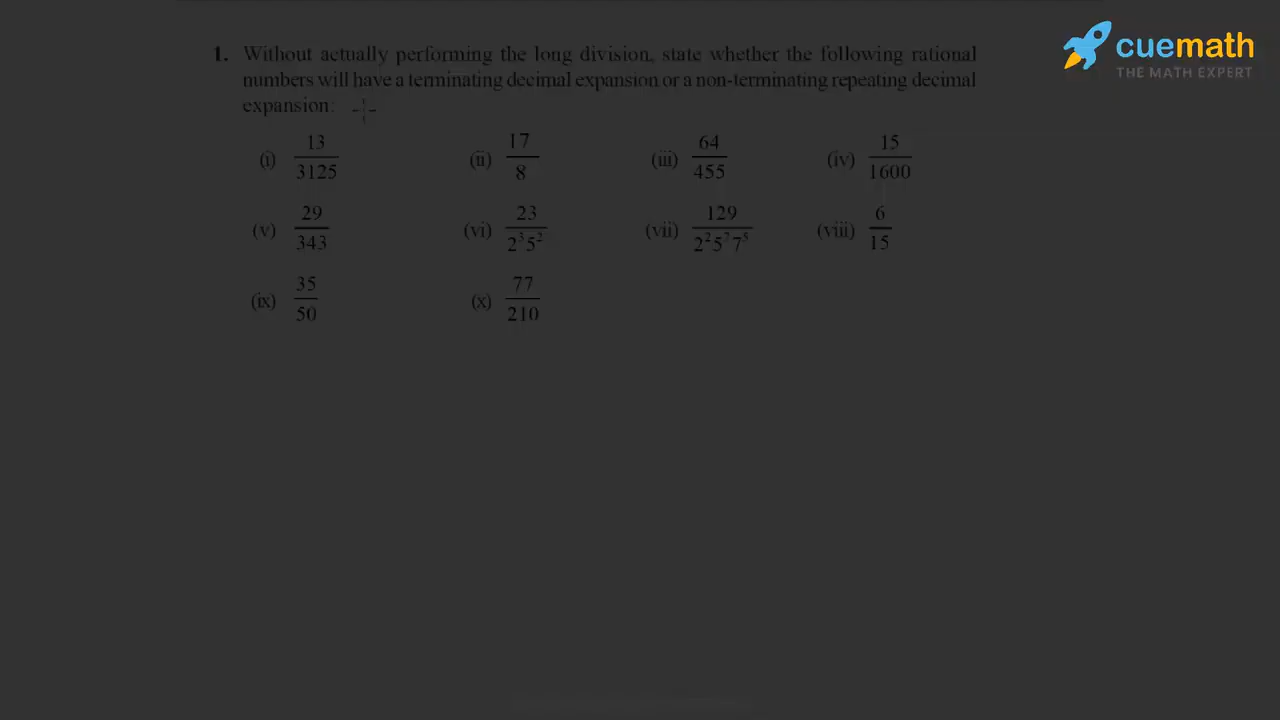 cuemath
THE MATH EXPERT
1. Without actually performing the long division, state whether the following rational
numbers will have a terminating decimal expansion or a non-terminating repeating decimal
expansion:
(i) 13/3125 (ii) 17/8 (iii) 64/455 (iv) 15/1600
(v) 29/343 (vi) 23/2³5² (vii) 129/2²5⁷7⁵ (viii) 6/15
(ix) 35/50 (x) 77/210